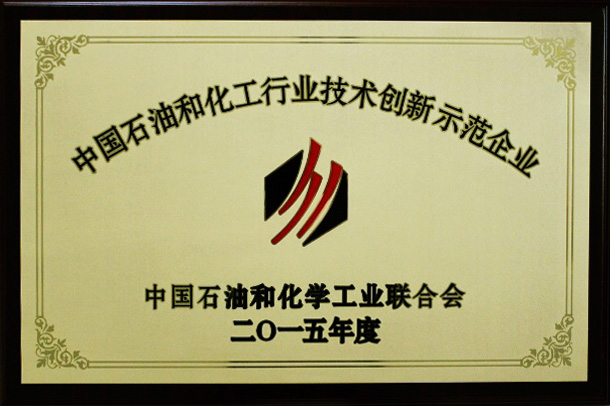 中国石油和化工行业技术创新示范企业
中国石油和化学工业联合会
二〇一五年度